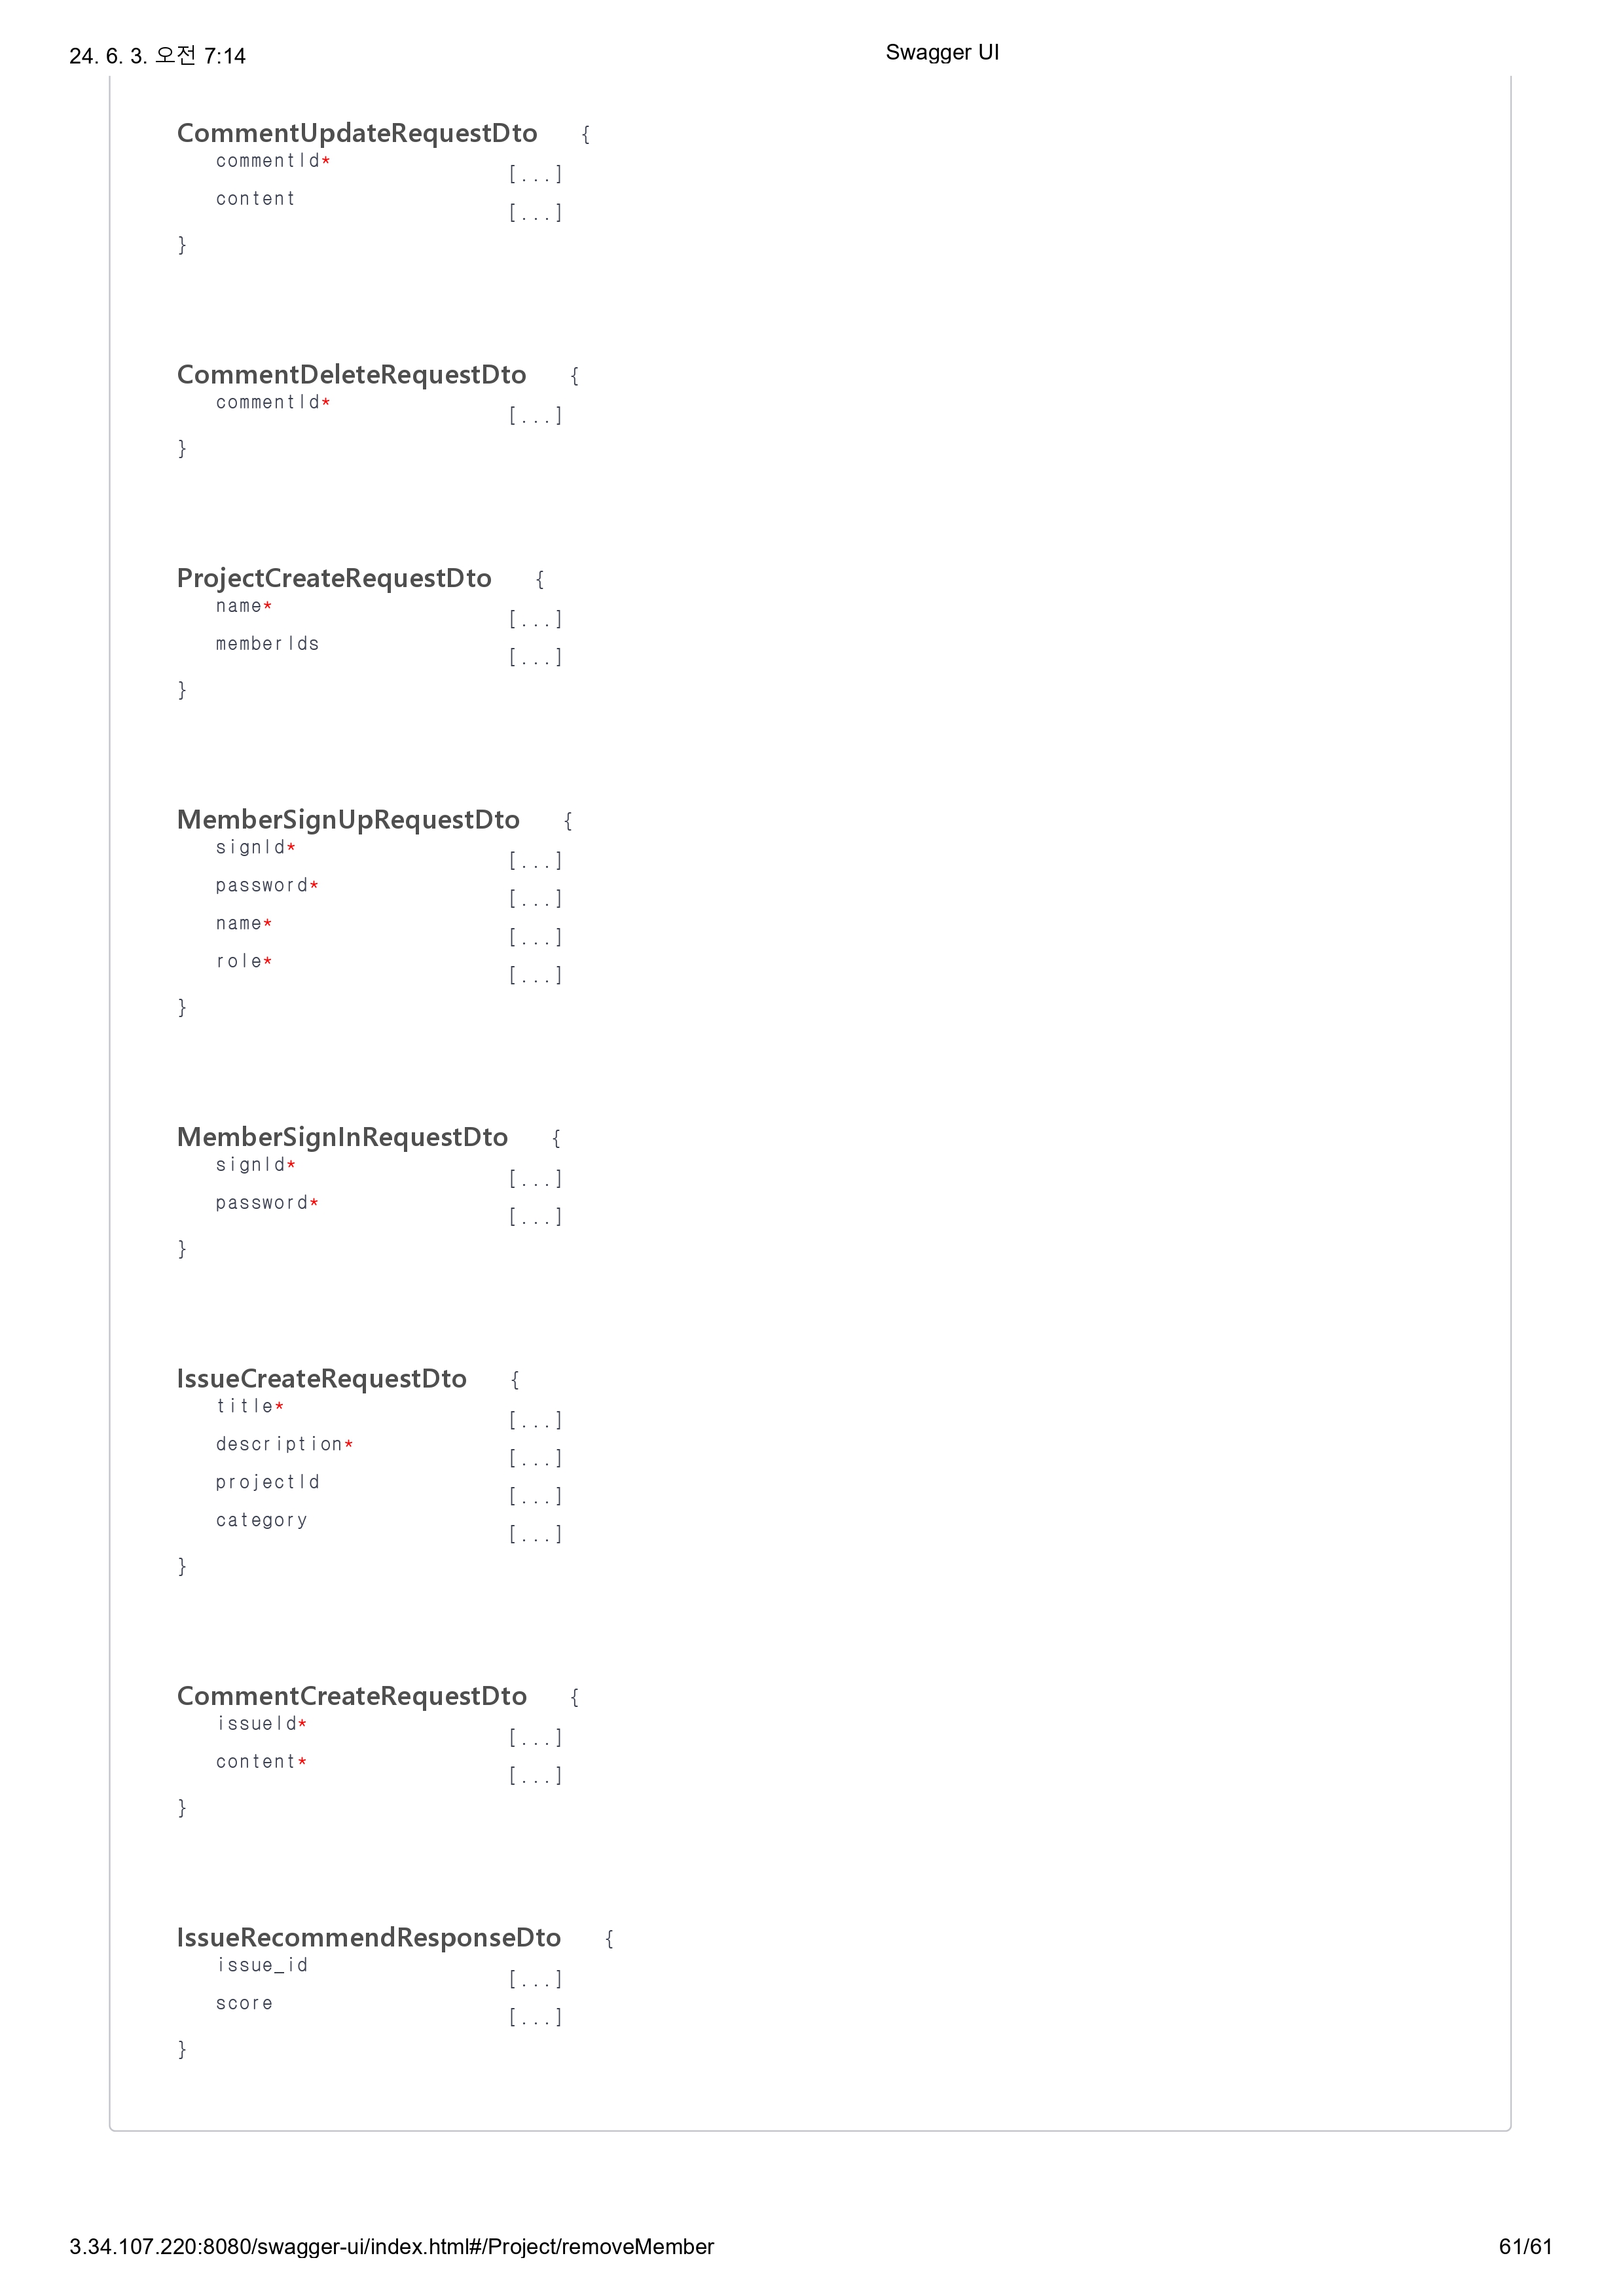 24. 6. 3. 오전 7:14 Swagger UI
CommentUpdateRequestDto {
commentId* [...]
content [...]
}
CommentDeleteRequestDto {
commentId* [...]
}
ProjectCreateRequestDto {
name* [...]
memberIds [...]
}
MemberSignUpRequestDto {
signId* [...]
password* [...]
name* [...]
role* [...]
}
MemberSignInRequestDto {
signId* [...]
password* [...]
}
IssueCreateRequestDto {
title* [...]
description* [...]
projectId [...]
category [...]
}
CommentCreateRequestDto {
issueId* [...]
content* [...]
}
IssueRecommendResponseDto {
issue_id [...]
score [...]
}
3.34.107.220:8080/swagger-ui/index.html#/Project/removeMember 61/61